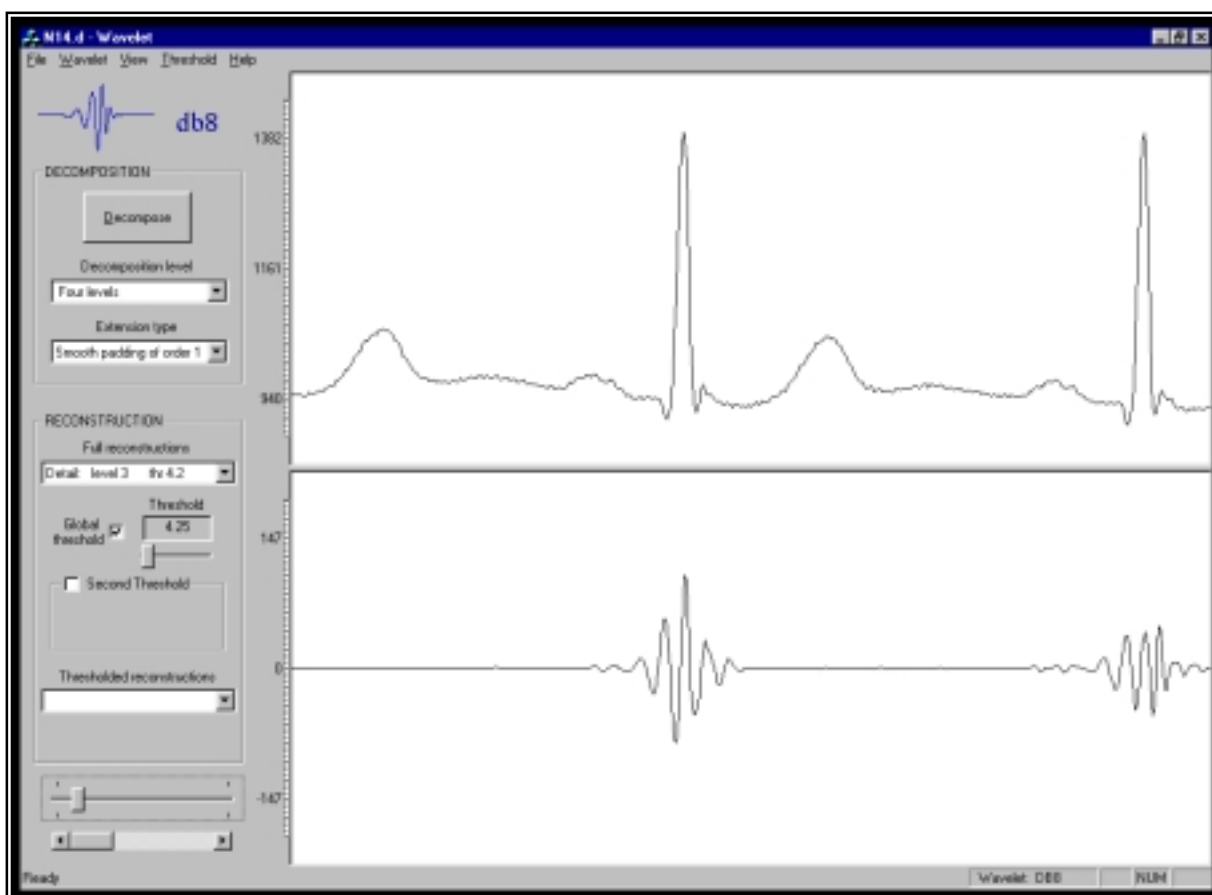 N14.d - Wavelet
File Wavelet View Threshold Help
db8
DECOMPOSITION
Decompose
Decomposition level
Four levels
Extension type
Smooth padding of order 1
RECONSTRUCTION
Full reconstructions
Detail: level 3 thr 4.2
Threshold
Global threshold
4.25
Second Threshold
Thresholded reconstructions
1382
1161
940
147
0
-147
Ready
Wavelet: DB8
NUM